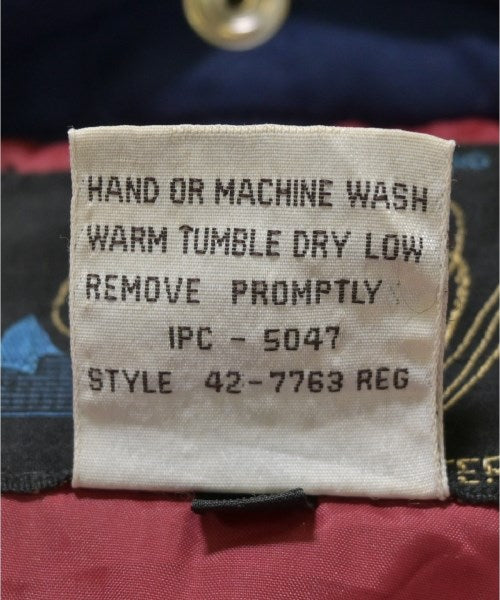 HAND OR MACHINE WASH
WARM TUMBLE DRY LOW
REMOVE PROMPTLY
IPC - 5047
STYLE 42-7763 REG